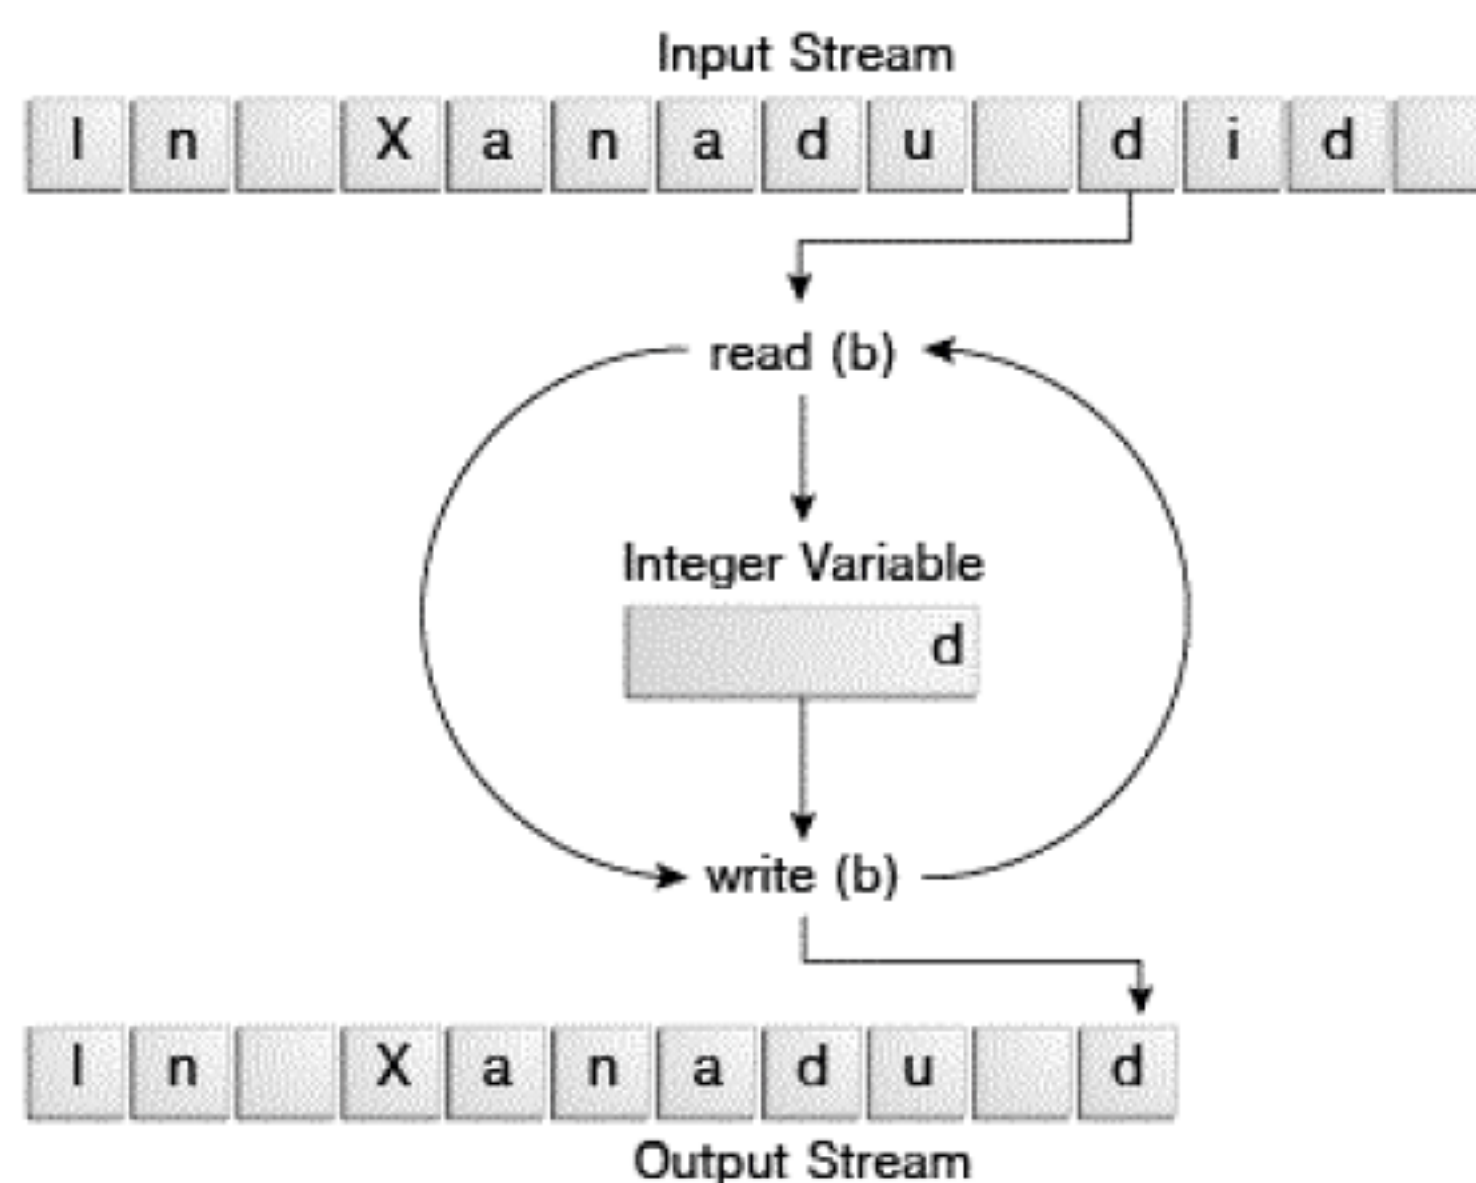 Input Stream
I n X a n a d u d i d
read (b)
Integer Variable
d
write (b)
I n X a n a d u d
Output Stream